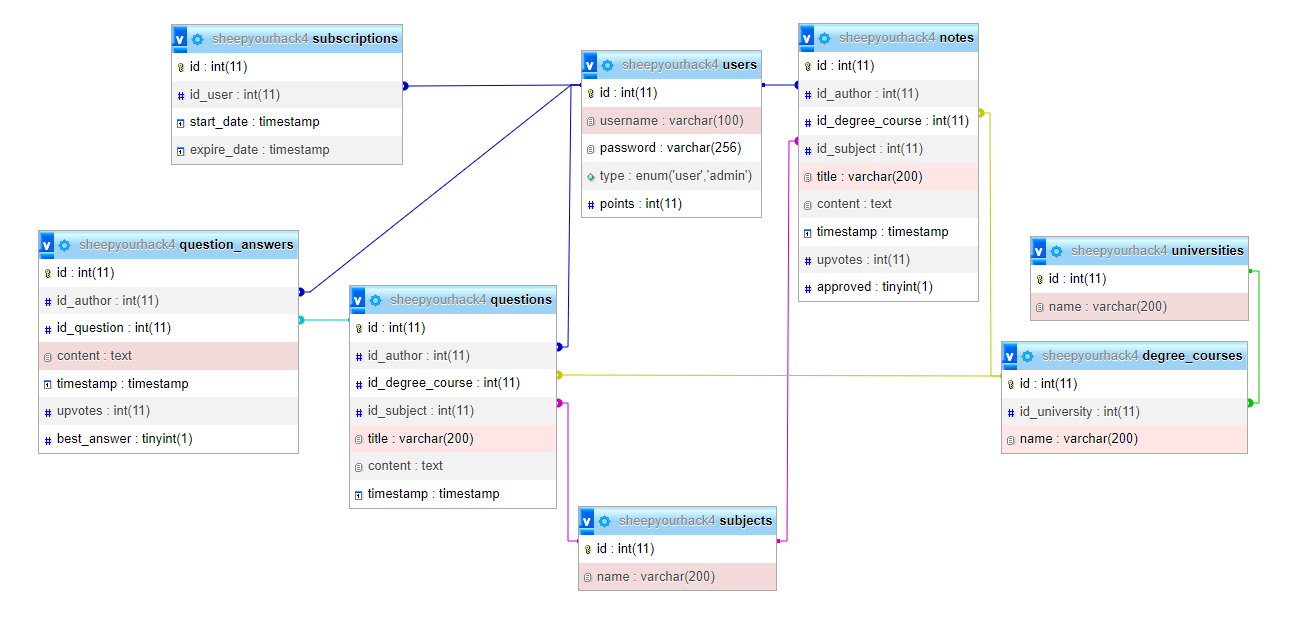 sheepyourhack4 subscriptions
id : int(11)
id_user : int(11)
start_date : timestamp
expire_date : timestamp
sheepyourhack4 users
id : int(11)
username : varchar(100)
password : varchar(256)
type : enum('user','admin')
points : int(11)
sheepyourhack4 notes
id : int(11)
id_author : int(11)
id_degree_course : int(11)
id_subject : int(11)
title : varchar(200)
content : text
timestamp : timestamp
upvotes : int(11)
approved : tinyint(1)
sheepyourhack4 question_answers
id : int(11)
id_author : int(11)
id_question : int(11)
content : text
timestamp : timestamp
upvotes : int(11)
best_answer : tinyint(1)
sheepyourhack4 questions
id : int(11)
id_author : int(11)
id_degree_course : int(11)
id_subject : int(11)
title : varchar(200)
content : text
timestamp : timestamp
sheepyourhack4 universities
id : int(11)
name : varchar(200)
sheepyourhack4 degree_courses
id : int(11)
id_university : int(11)
name : varchar(200)
sheepyourhack4 subjects
id : int(11)
name : varchar(200)